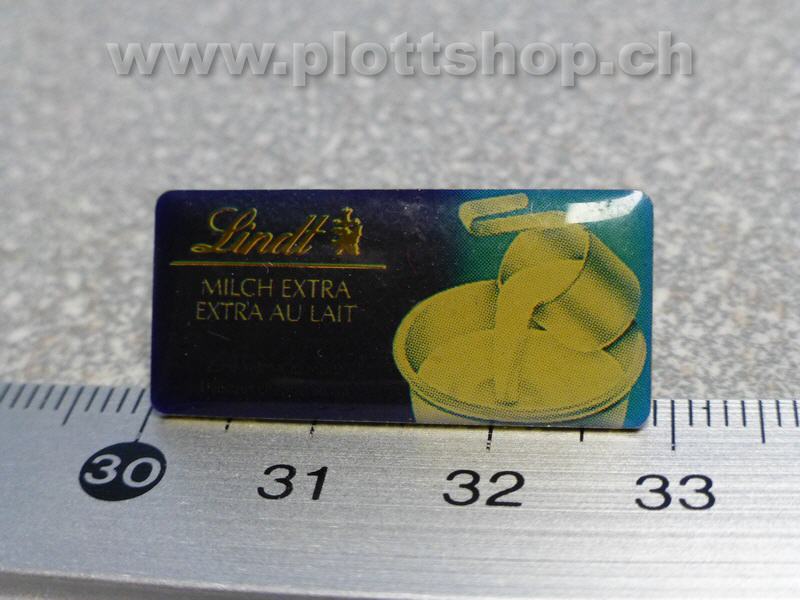 www.plottshop.ch
Lindt
MILCH EXTRA
EXTRA AU LAIT
30 31 32 33